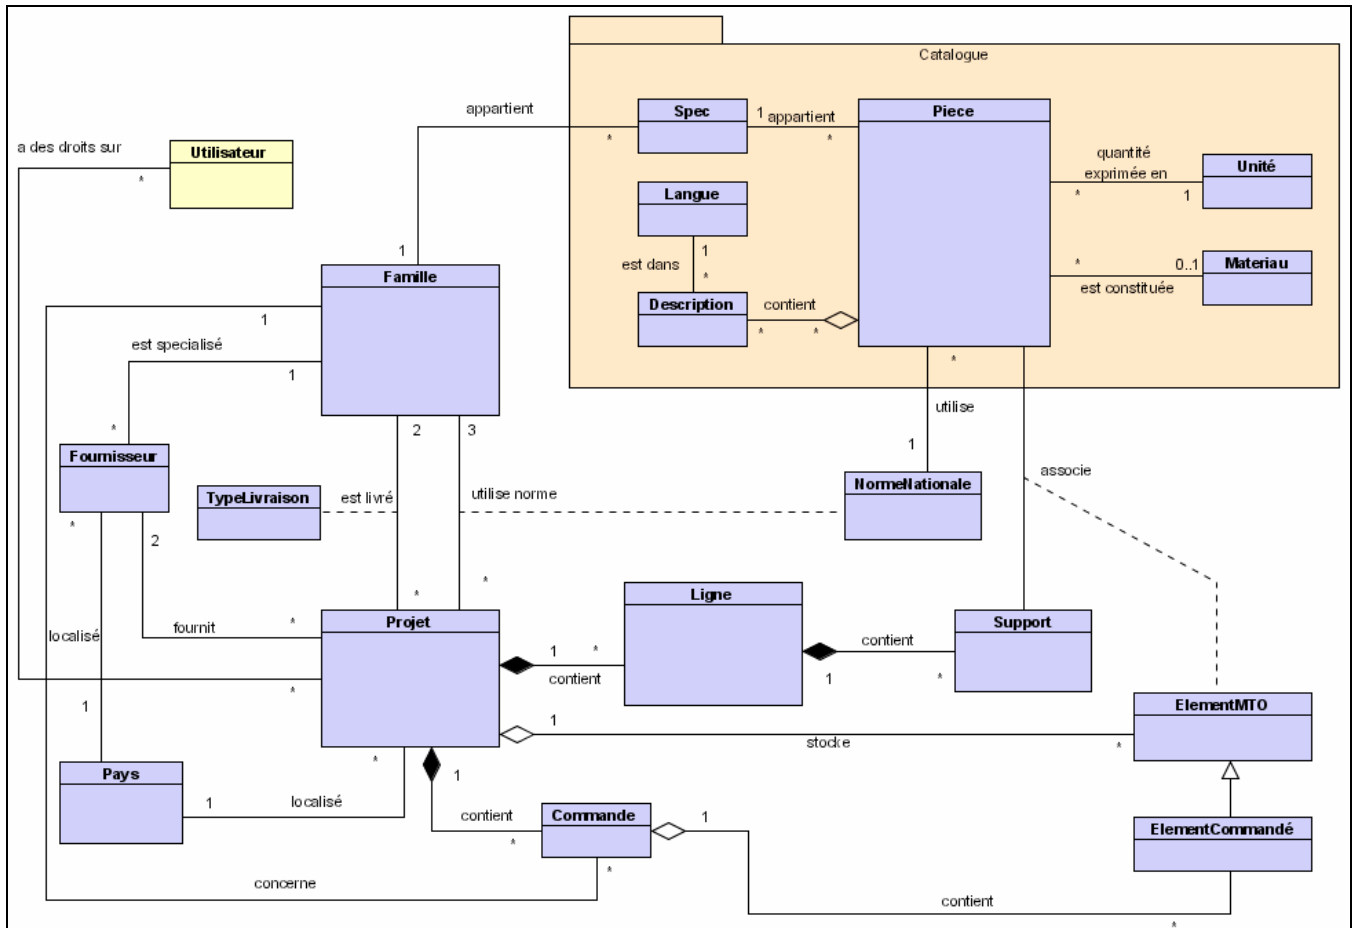 Catalogue
appartient
Spec
1
appartient
Piece
*
*
a des droits sur
Utilisateur
*
quantité
exprimée en
Unité
*
1
Langue
1
est dans
*
1
Famille
*
0..1
Materiau
est constituée
Description
contient
*
*
1
est specialisé
1
*
utilise
*
Fournisseur
2
3
1
associe
TypeLivraison
est livré
utilise norme
NormeNationale
*
2
*
*
Ligne
fournit
*
Projet
Support
localisé
1
*
contient
contient
1
*
*
1
1
stocke
*
ElementMTO
Pays
*
1
1
localisé
contient
*
Commande
1
ElementCommandé
*
concerne
contient
*